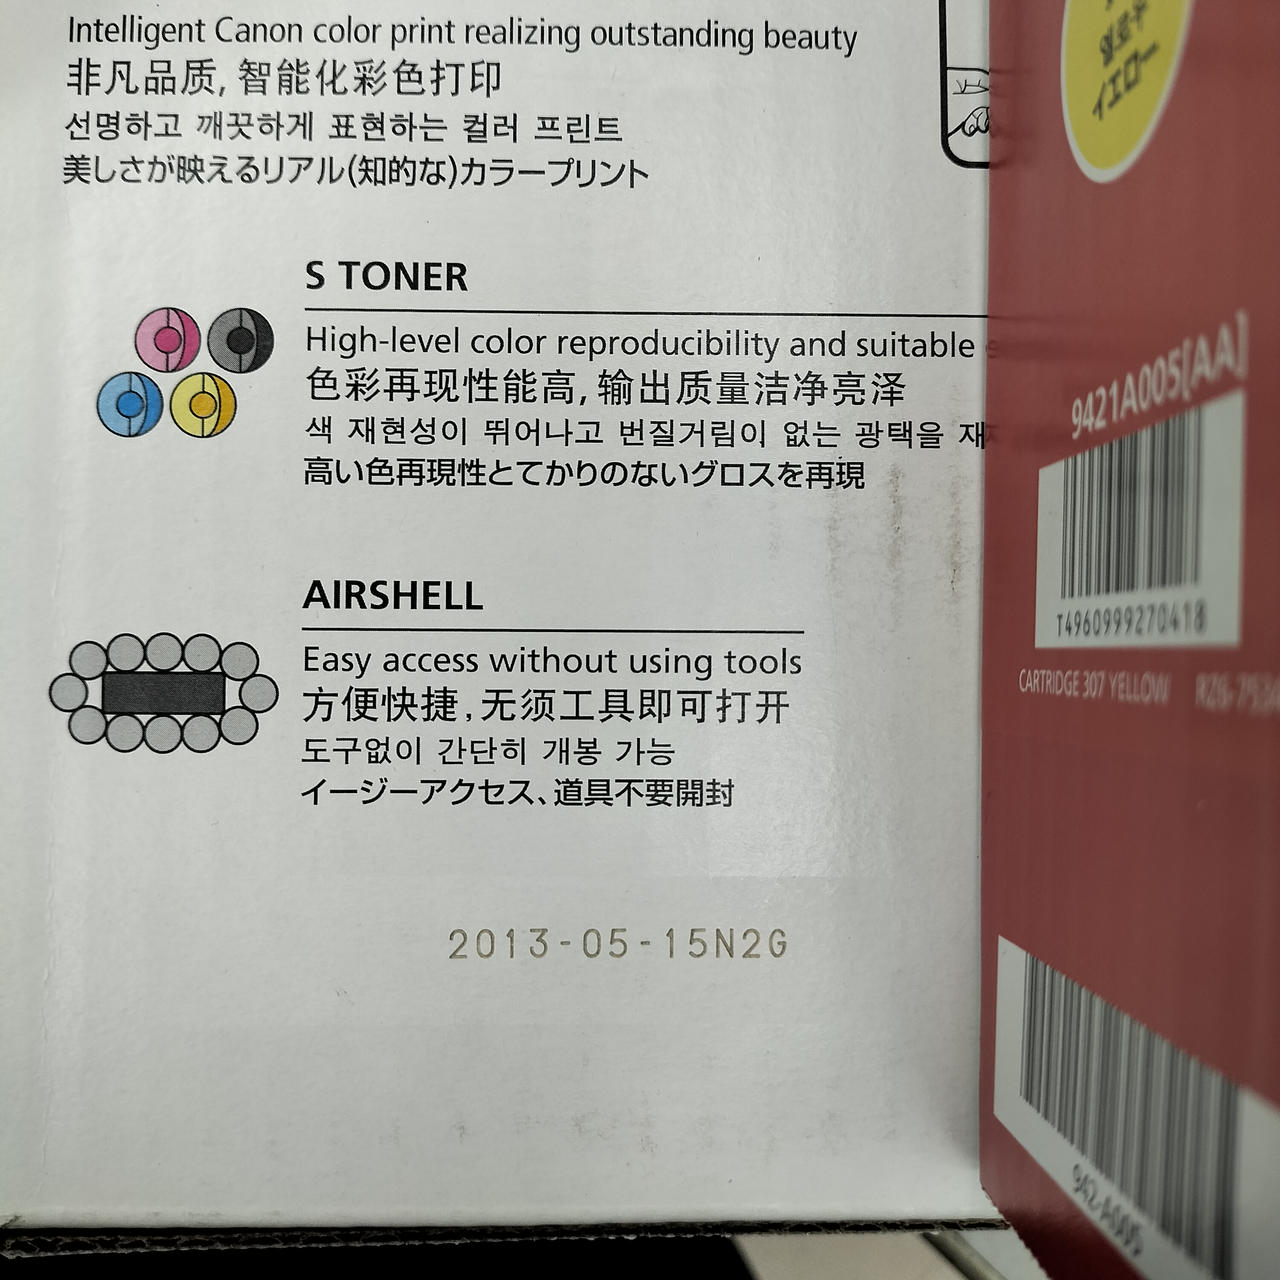 Intelligent Canon color print realizing outstanding beauty
非凡品质, 智能化彩色打印
선명하고 깨끗하게 표현하는 컬러 프린트
美しさが映えるリアル(知的な)カラープリント
S TONER
High-level color reproducibility and suitable
色彩再现性能高, 输出质量洁净亮泽
색 재현성이 뛰어나고 번질거림이 없는 광택을
高い色再現性とてかりのないグロスを再現
AIRSHELL
Easy access without using tools
方便快捷, 无须工具即可打开
도구없이 간단히 개봉 가능
イージーアクセス、道具不要開封
2013-05-15N2G
옐로우
イエロー
9421A005[AA]
T4960999270418
CARTRIDGE 307 YELLOW